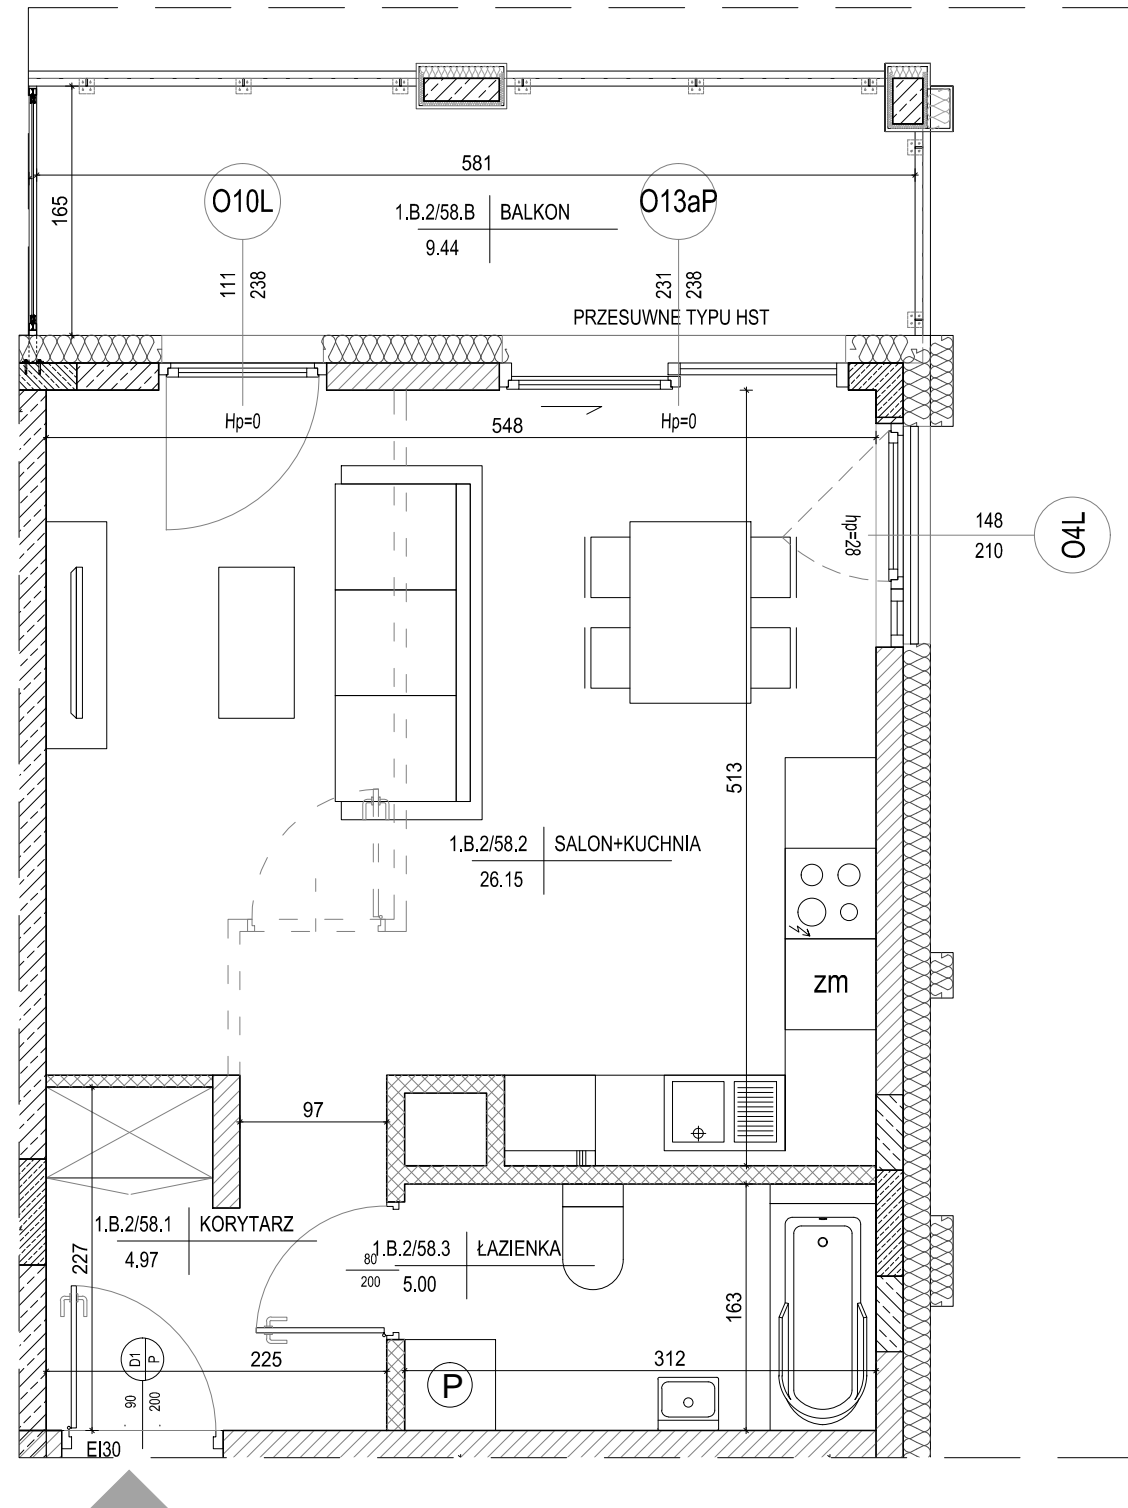 581
165
O10L
O13aP
1.B.2/58.B BALKON
9.44
111
238
231
238
PRZESUWNE TYPU HST
Hp=0
Hp=0
548
hp=28
148
210
O4L
513
1.B.2/58.2 SALON+KUCHNIA
26.15
zm
97
1.B.2/58.1 KORYTARZ
4.97
227
80
200
1.B.2/58.3 ŁAZIENKA
5.00
163
225
312
D1
P
90
200
P
EI30